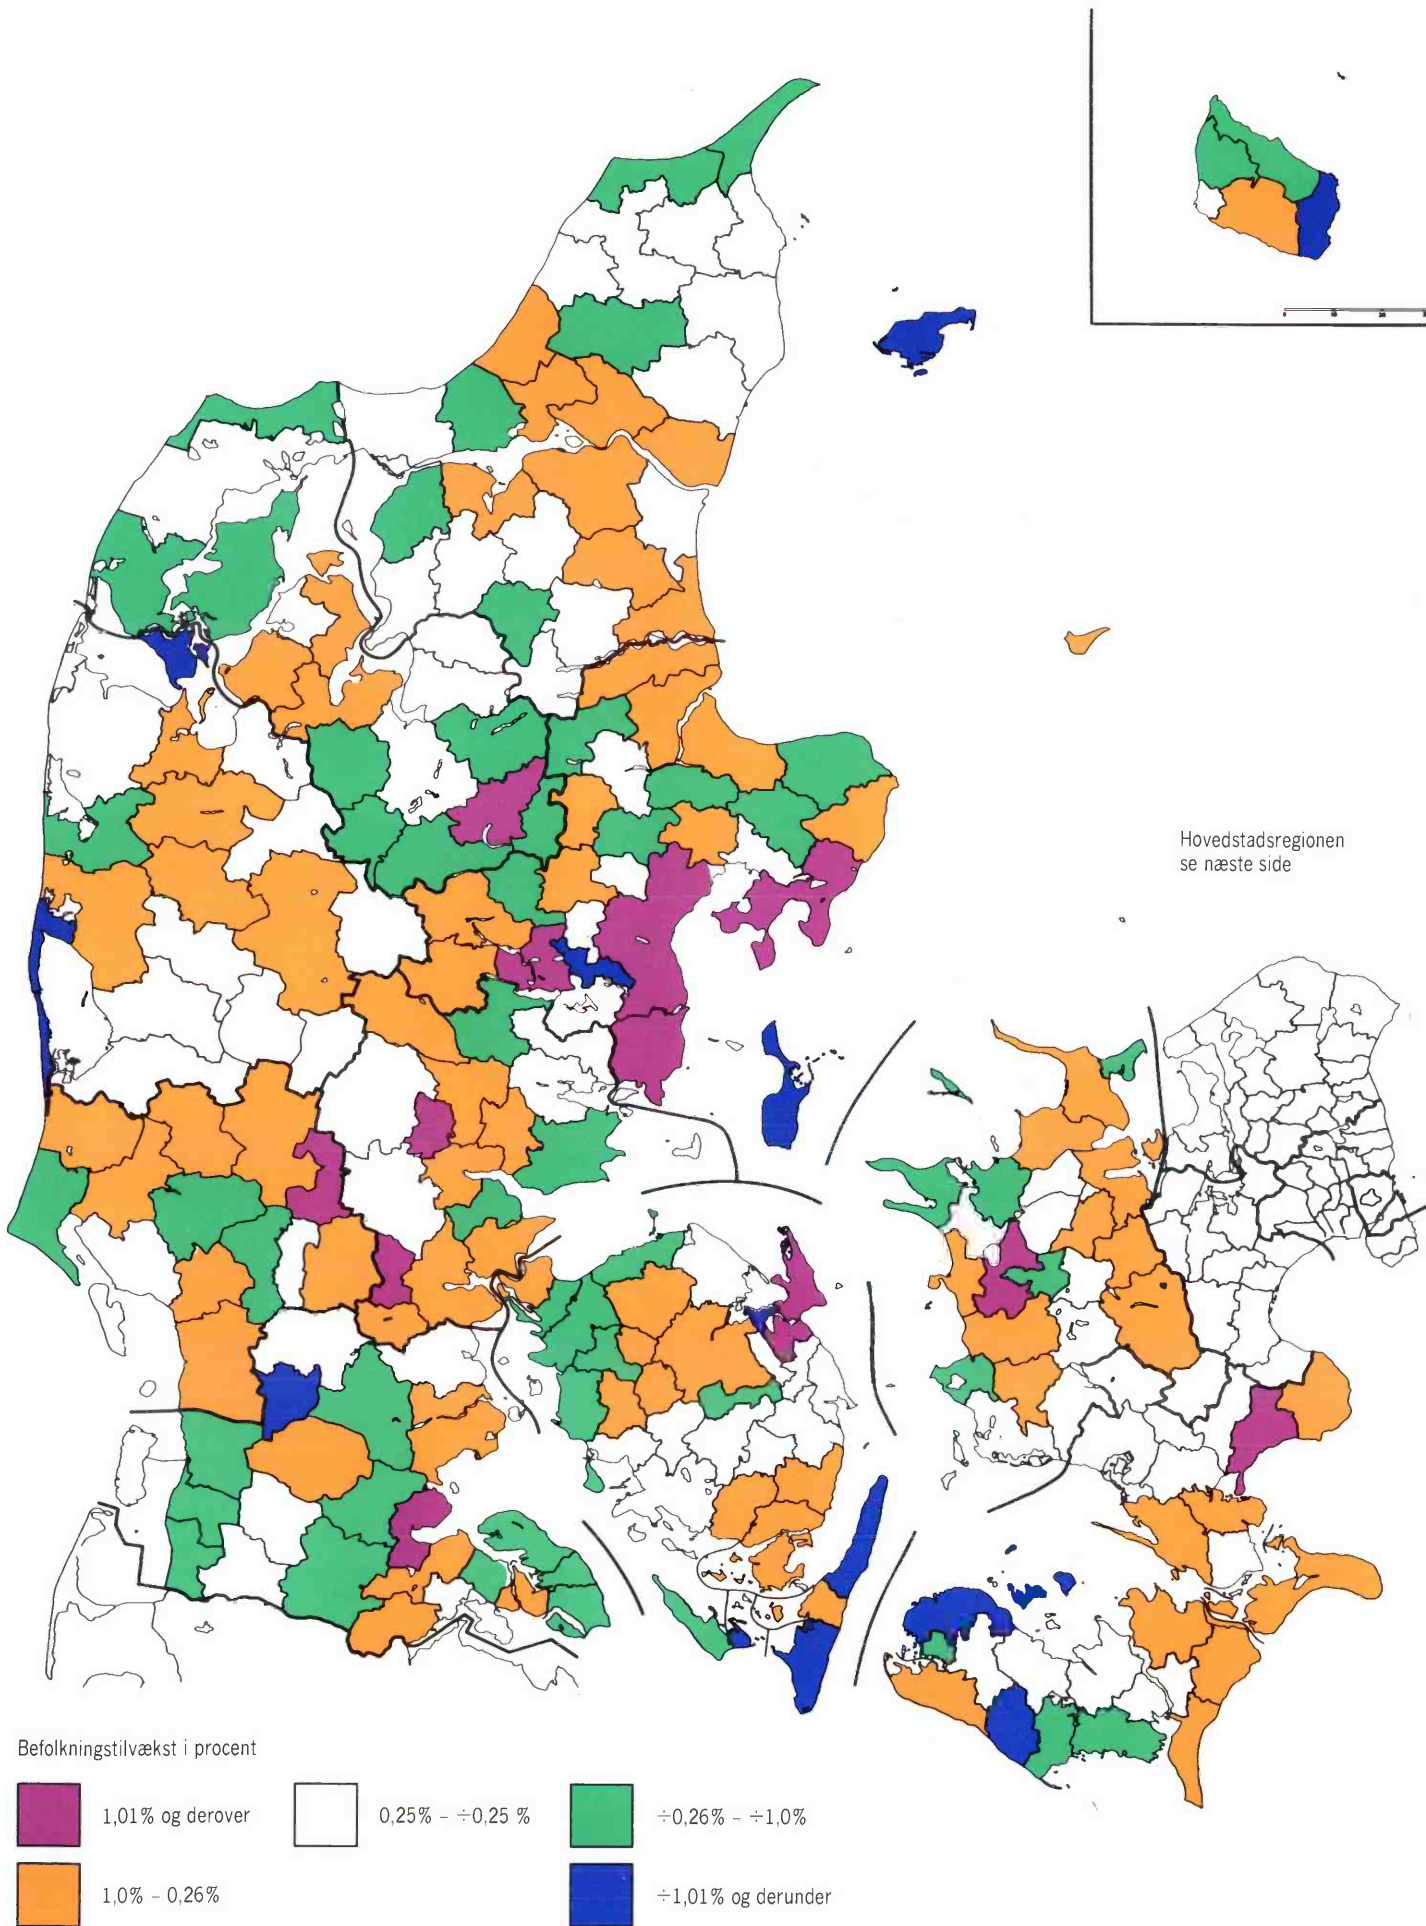 Hovedstadsregionen
se næste side
Befolkningstilvækst i procent
1,01% og derover
0,25% – ÷0,25 %
÷0,26% – ÷1,0%
1,0% – 0,26%
÷1,01% og derunder